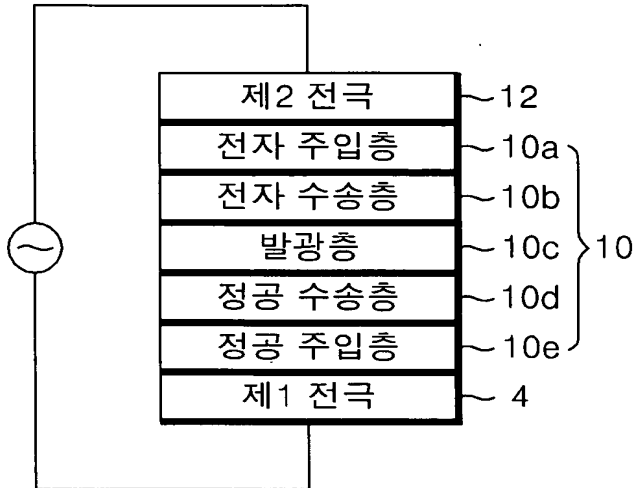 제2 전극 12
전자 주입층 10a
전자 수송층 10b
발광층 10c 10
정공 수송층 10d
정공 주입층 10e
제1 전극 4